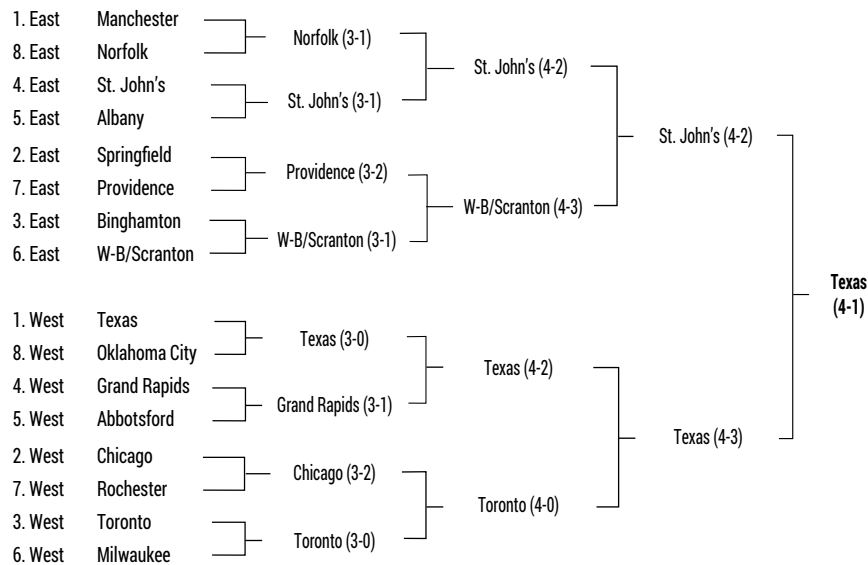 1. East Manchester
8. East Norfolk
Norfolk (3-1)
4. East St. John's
5. East Albany
St. John's (3-1)
St. John's (4-2)
2. East Springfield
7. East Providence
Providence (3-2)
3. East Binghamton
6. East W-B/Scranton
W-B/Scranton (3-1)
W-B/Scranton (4-3)
St. John's (4-2)
1. West Texas
8. West Oklahoma City
Texas (3-0)
4. West Grand Rapids
5. West Abbotsford
Grand Rapids (3-1)
Texas (4-2)
2. West Chicago
7. West Rochester
Chicago (3-2)
3. West Toronto
6. West Milwaukee
Toronto (3-0)
Toronto (4-0)
Texas (4-3)
Texas
(4-1)